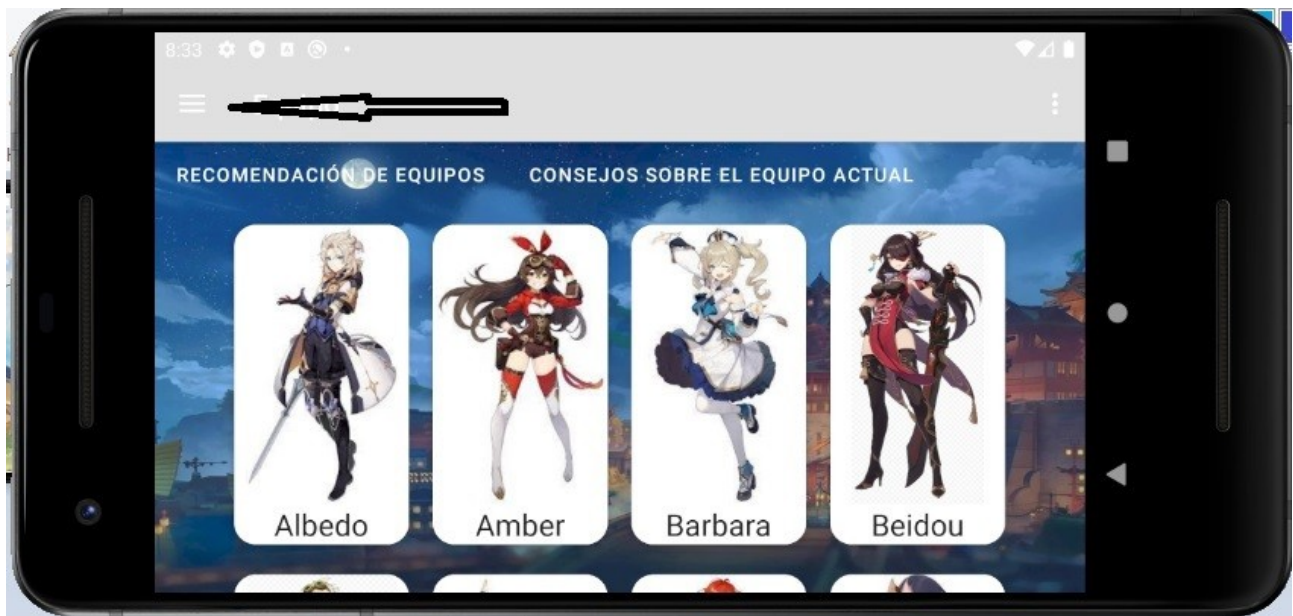 8:33
RECOMENDACIÓN DE EQUIPOS CONSEJOS SOBRE EL EQUIPO ACTUAL
Albedo Amber Barbara Beidou